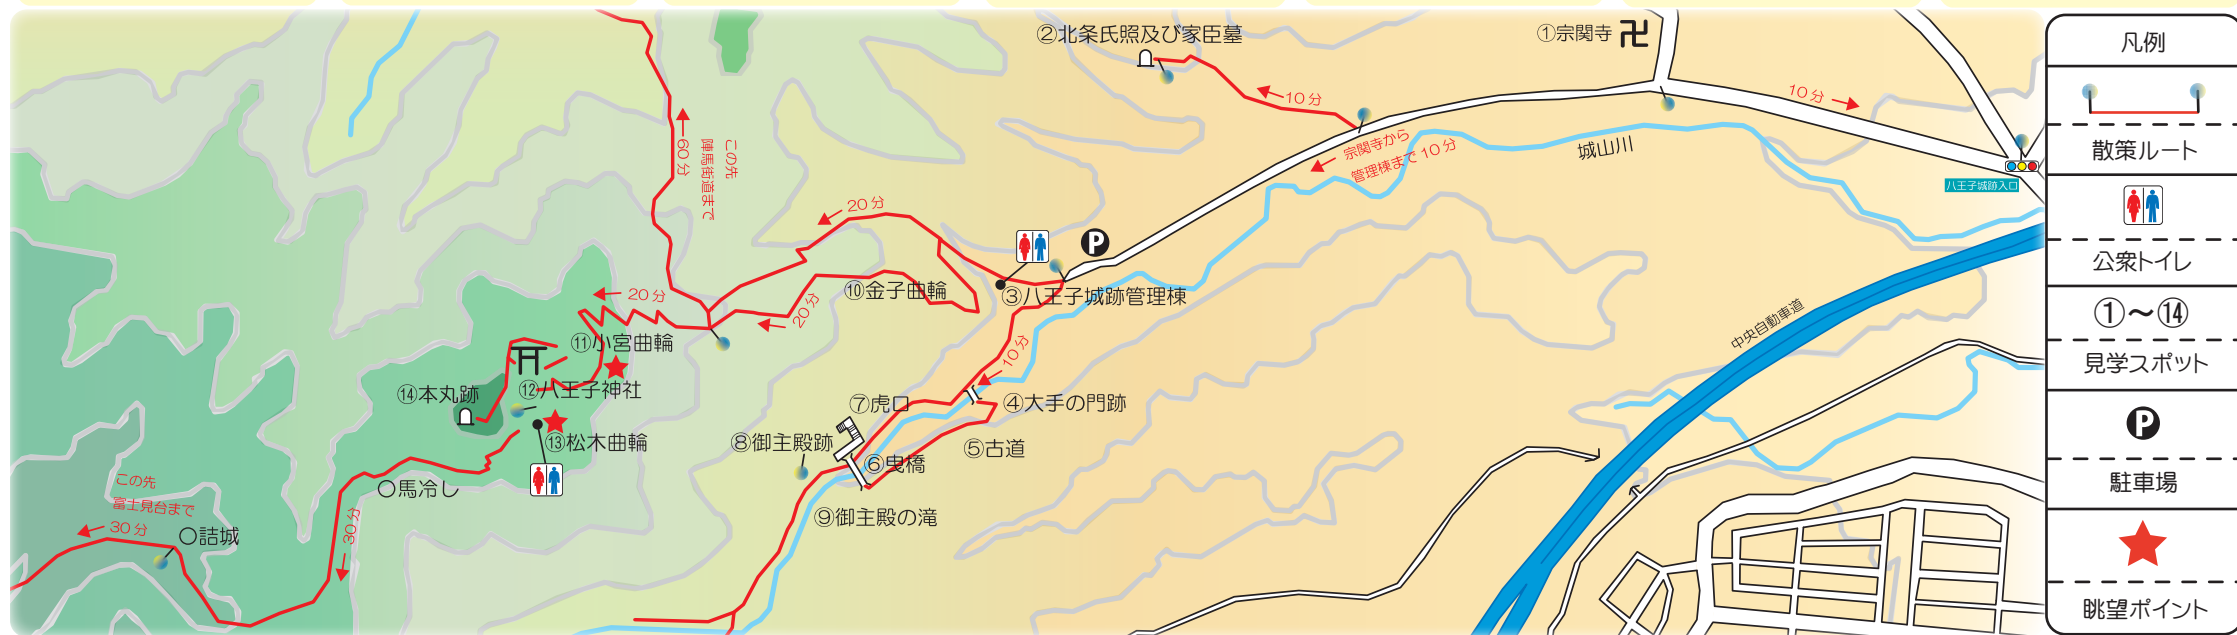 ②北条氏照及び家臣墓
①宗関寺
10分
10分
宗関寺から
管理棟まで10分
城山川
八王子城跡入口
60分
この先
陣馬街道まで
20分
P
③八王子城跡管理棟
⑩金子曲輪
20分
20分
中央自動車道
⑪小宮曲輪
10分
⑫八王子神社
⑭本丸跡
⑦虎口
④大手の門跡
⑬松木曲輪
⑧御主殿跡
⑤古道
⑥曳橋
○馬冷し
この先
富士見台まで
30分
⑨御主殿の滝
30分
○詰城
凡例
散策ルート
公衆トイレ
①〜⑭
見学スポット
P
駐車場
眺望ポイント